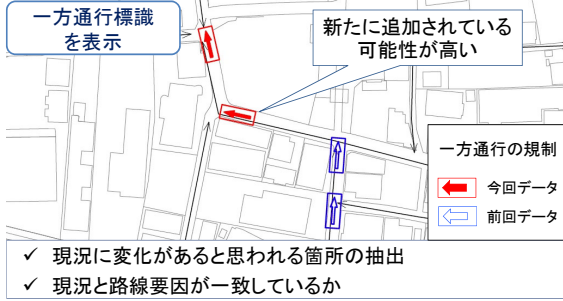 一方通行標識
を表示
新たに追加されている
可能性が高い
一方通行の規制
今回データ
前回データ
✓ 現況に変化があると思われる箇所の抽出
✓ 現況と路線要因が一致しているか